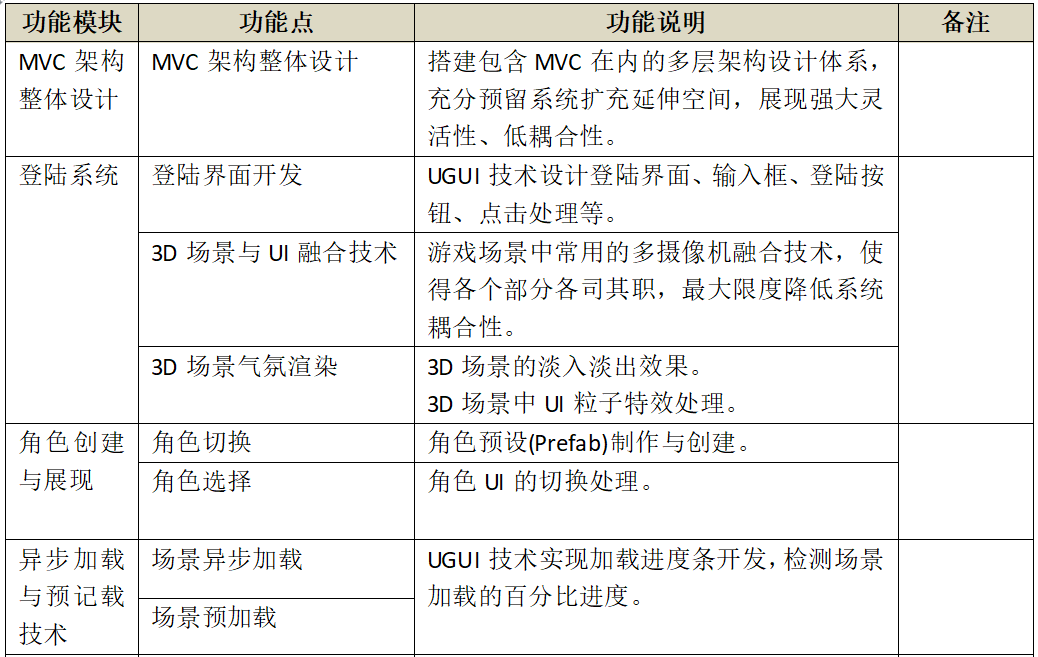 功能模块 功能点 功能说明 备注
MVC 架构 MVC 架构整体设计 搭建包含 MVC 在内的多层架构设计体系，
整体设计 充分预留系统扩充延伸空间，展现强大灵
活性、低耦合性。
登陆系统 登陆界面开发 UGUI 技术设计登陆界面、输入框、登陆按
钮、点击处理等。
3D 场景与 UI 融合技术 游戏场景中常用的多摄像机融合技术，使
得各个部分各司其职，最大限度降低系统
耦合性。
3D 场景气氛渲染 3D 场景的淡入淡出效果。
3D 场景中 UI 粒子特效处理。
角色创建 角色切换 角色预设(Prefab)制作与创建。
与展现 角色选择 角色 UI 的切换处理。
异步加载 场景异步加载 UGUI 技术实现加载进度条开发，检测场景
与预记载 加载的百分比进度。
技术 场景预加载